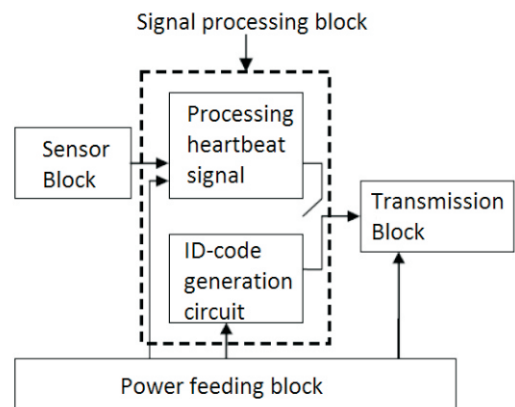 Signal processing block
Processing
heartbeat
signal
Sensor
Block
Transmission
Block
ID-code
generation
circuit
Power feeding block